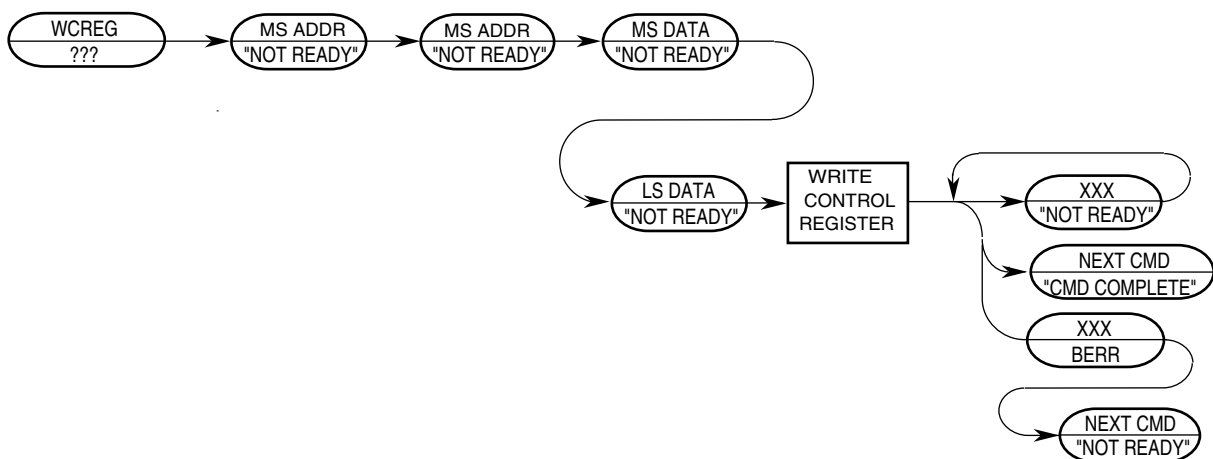 WCREG
???
MS ADDR
"NOT READY"
MS ADDR
"NOT READY"
MS DATA
"NOT READY"
LS DATA
"NOT READY"
WRITE
CONTROL
REGISTER
XXX
"NOT READY"
NEXT CMD
"CMD COMPLETE"
XXX
BERR
NEXT CMD
"NOT READY"